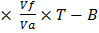 × Vf/Va × T − B